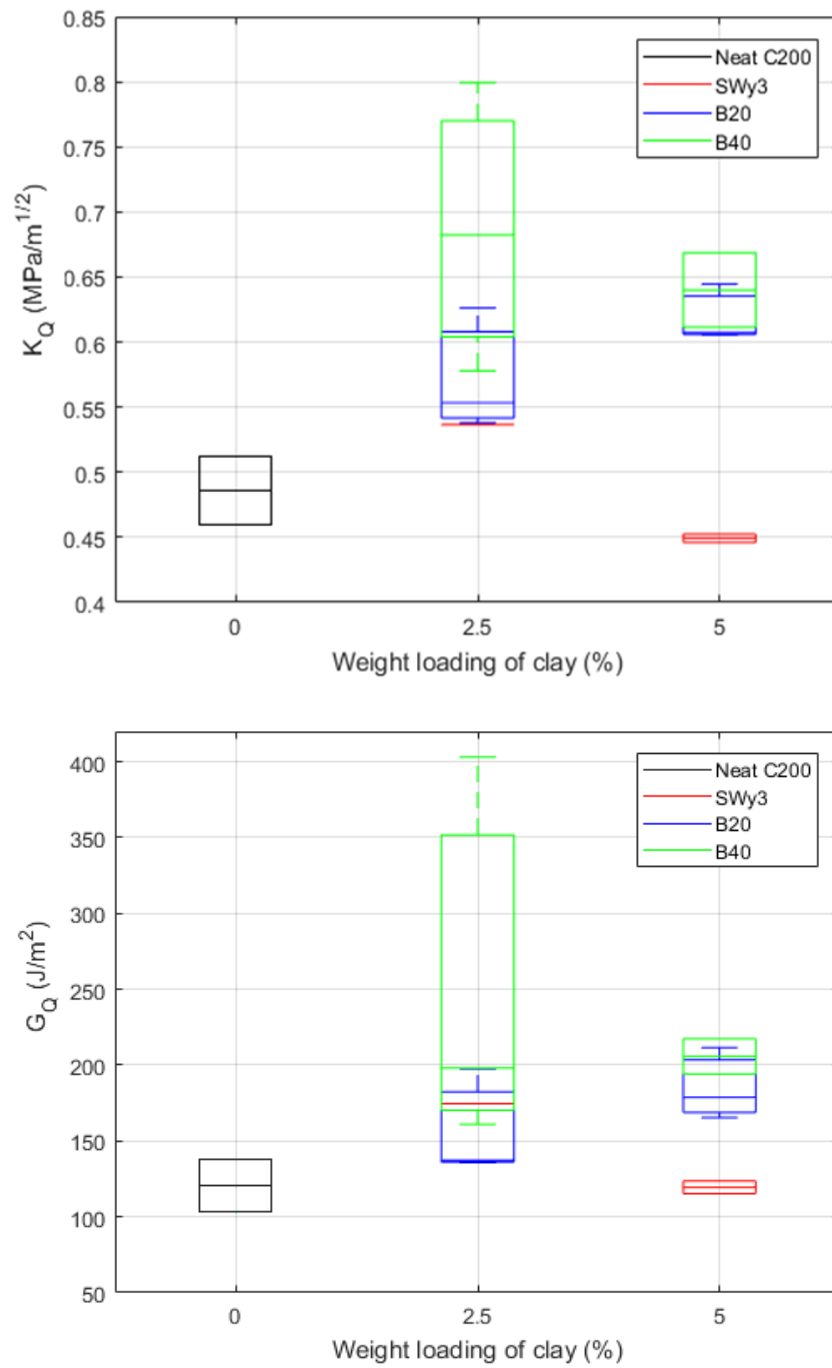 0.85
0.8
0.75
0.7
0.65
0.6
0.55
0.5
0.45
0.4
K_Q (MPa/m^{1/2})
Neat C200
SWy3
B20
B40
0 2.5 5
Weight loading of clay (%)
400
350
300
250
200
150
100
50
G_Q (J/m^2)
Neat C200
SWy3
B20
B40
0 2.5 5
Weight loading of clay (%)